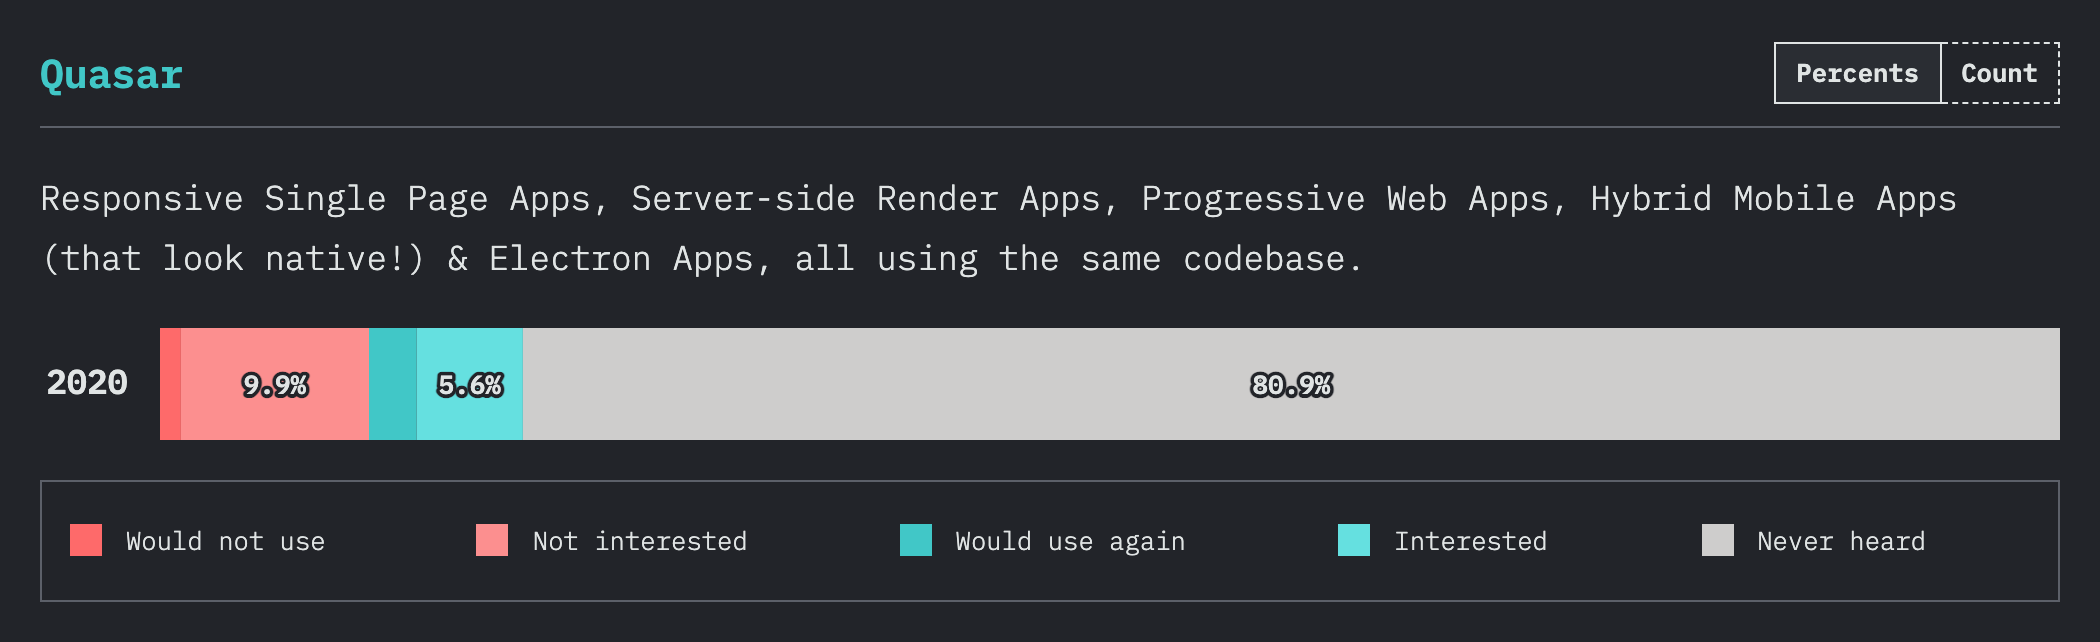 Quasar
Percents Count
Responsive Single Page Apps, Server-side Render Apps, Progressive Web Apps, Hybrid Mobile Apps
(that look native!) & Electron Apps, all using the same codebase.
2020 9.9% 5.6% 80.9%
Would not use Not interested Would use again Interested Never heard